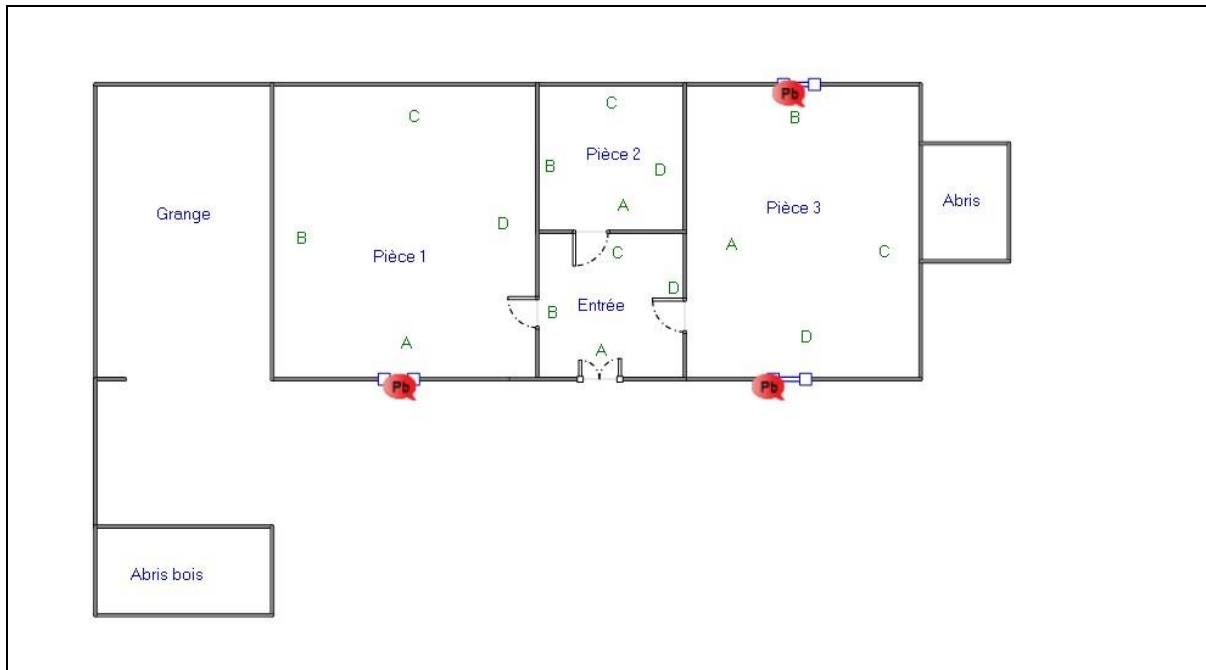 Pb
C
C
B
Pièce 2
B
D
Abris
Grange
A
Pièce 3
D
B
A
C
Pièce 1
C
D
Entrée
B
A
D
A
Pb
Pb
Abris bois